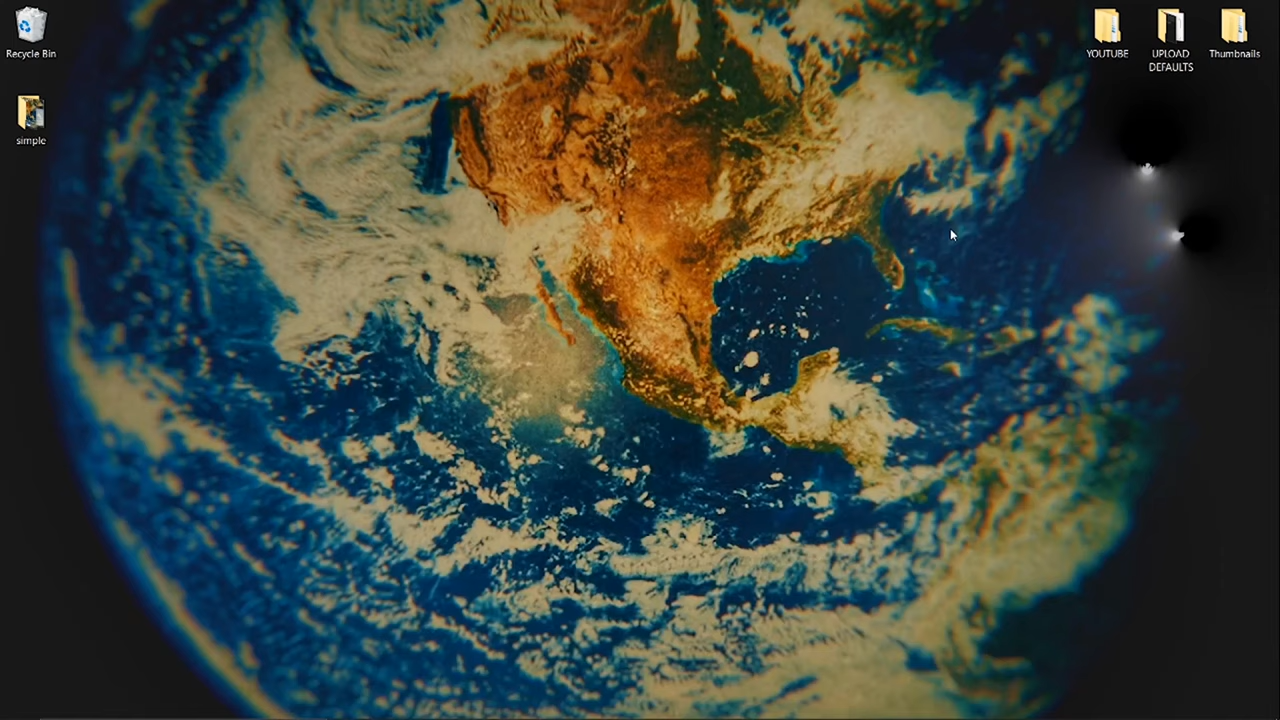 Recycle Bin
simple
YOUTUBE
UPLOAD
DEFAULTS
Thumbnails